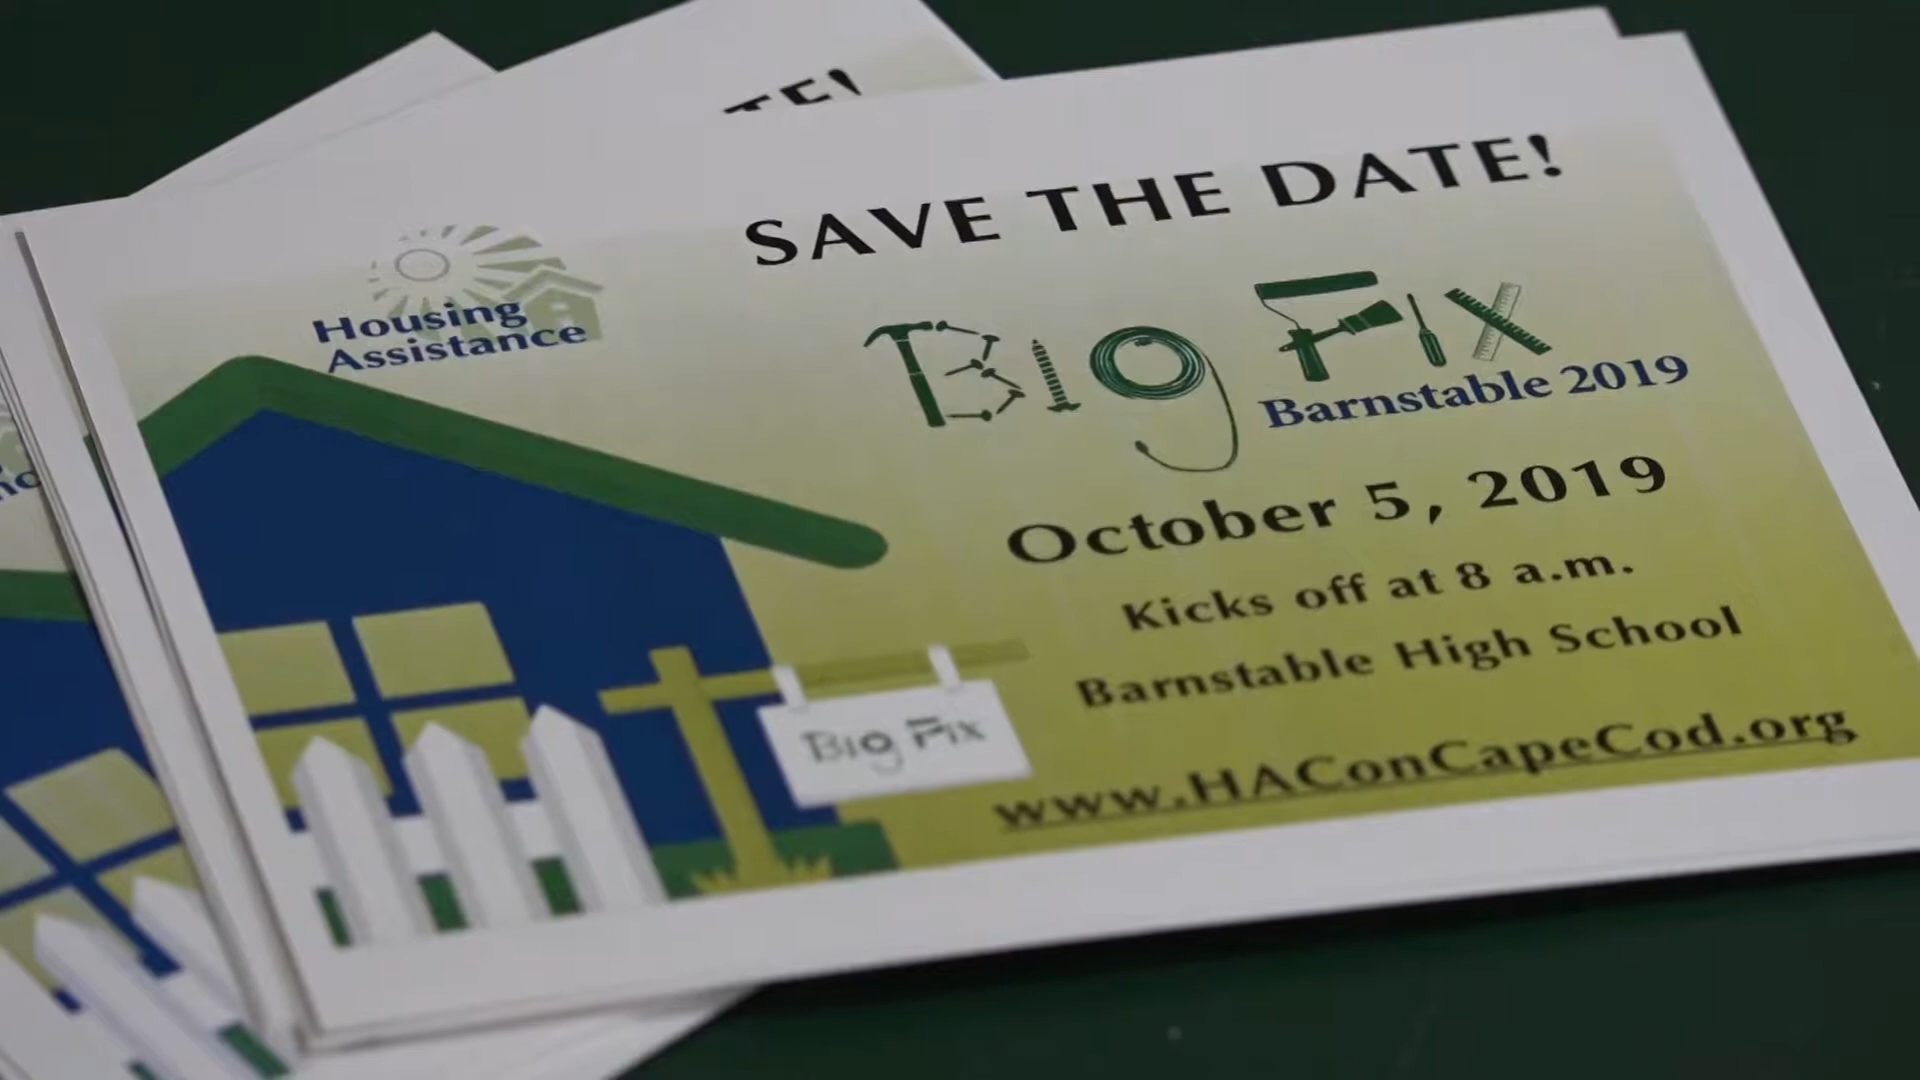 TE!
SAVE THE DATE!
Housing
Assistance
Big Fix
Barnstable 2019
October 5, 2019
Kicks off at 8 a.m.
Barnstable High School
Big Fix
www.HAConCapeCod.org